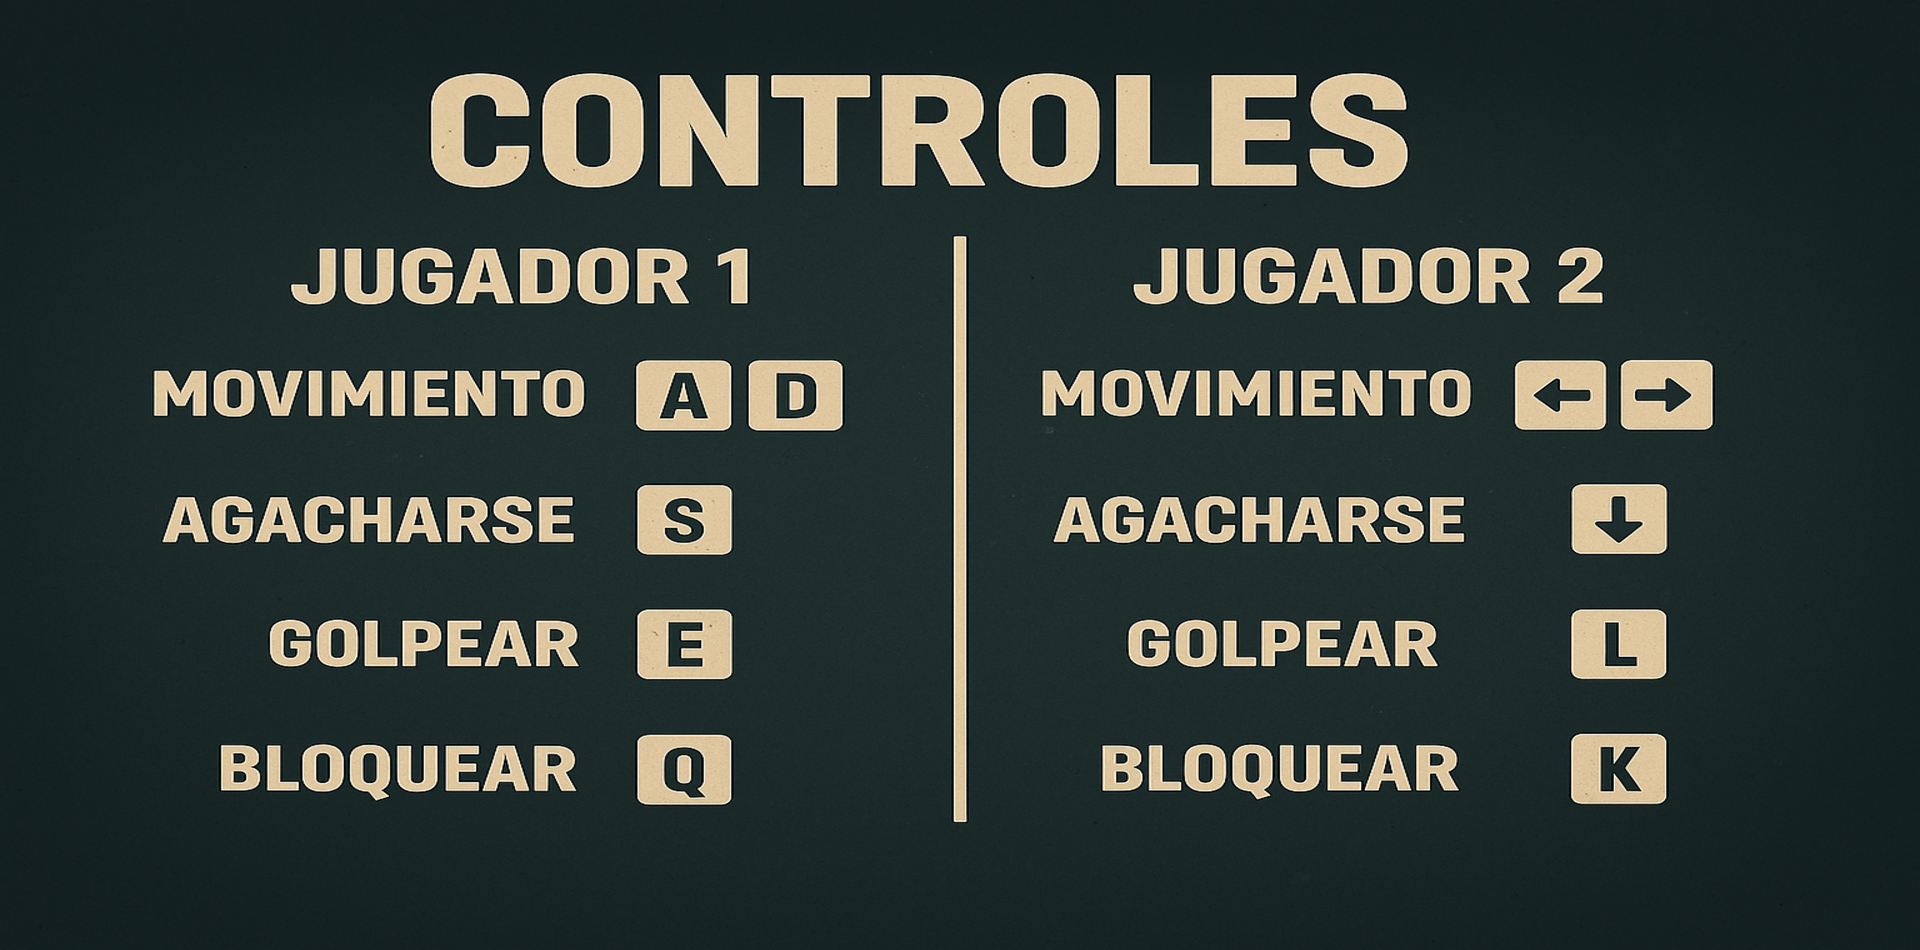 CONTROLES
JUGADOR 1
MOVIMIENTO A D
AGACHARSE S
GOLPEAR E
BLOQUEAR Q
JUGADOR 2
MOVIMIENTO ← →
AGACHARSE ↓
GOLPEAR L
BLOQUEAR K